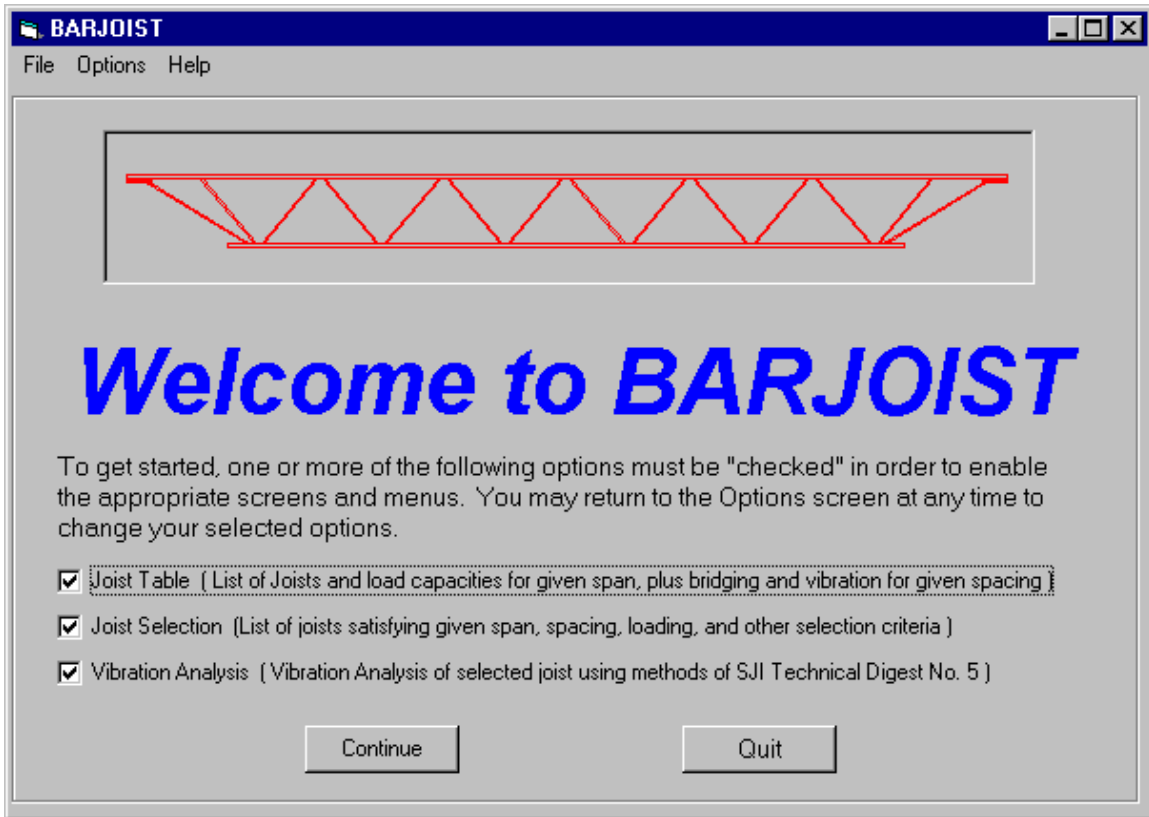 BARJOIST
File Options Help
Welcome to BARJOIST
To get started, one or more of the following options must be "checked" in order to enable
the appropriate screens and menus. You may return to the Options screen at any time to
change your selected options.
Joist Table ( List of Joists and load capacities for given span, plus bridging and vibration for given spacing )
Joist Selection (List of joists satisfying given span, spacing, loading, and other selection criteria )
Vibration Analysis ( Vibration Analysis of selected joist using methods of SJI Technical Digest No. 5 )
Continue Quit